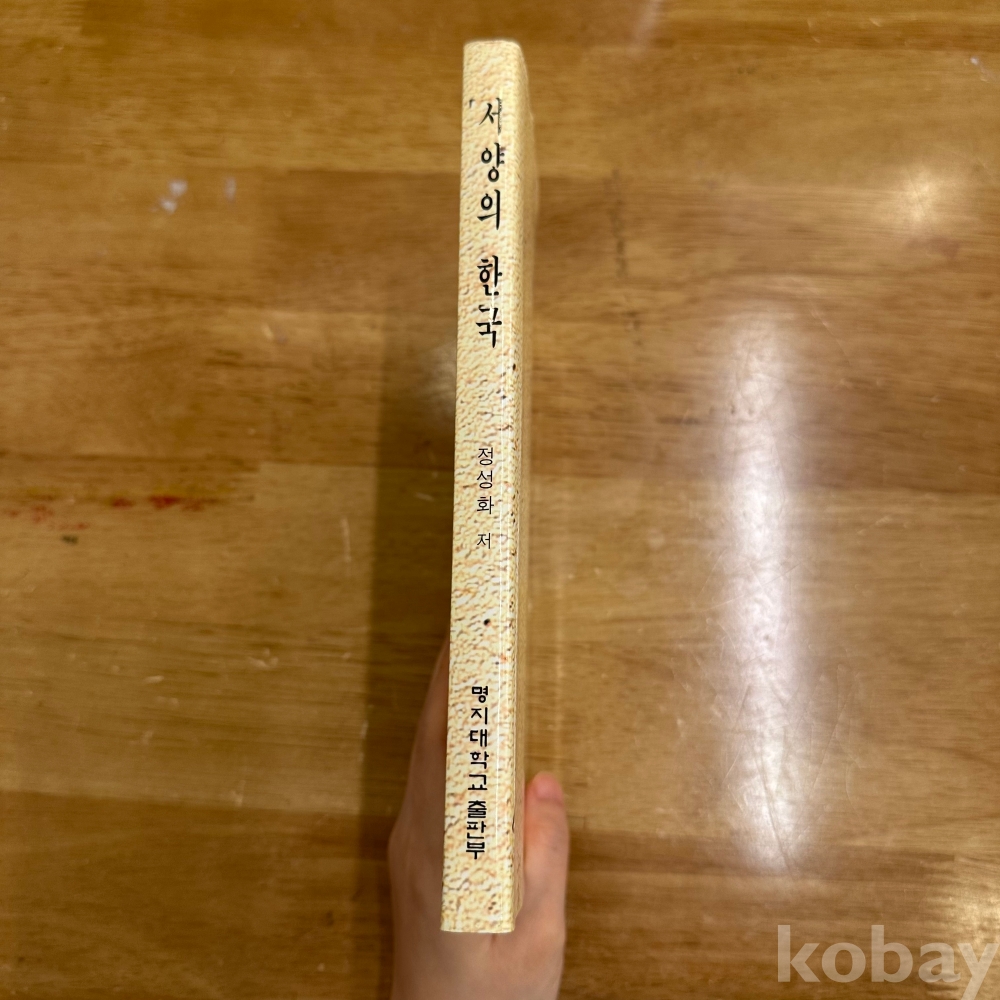 서양의 한국
정성화 저
명지대학교 출판부
kobay